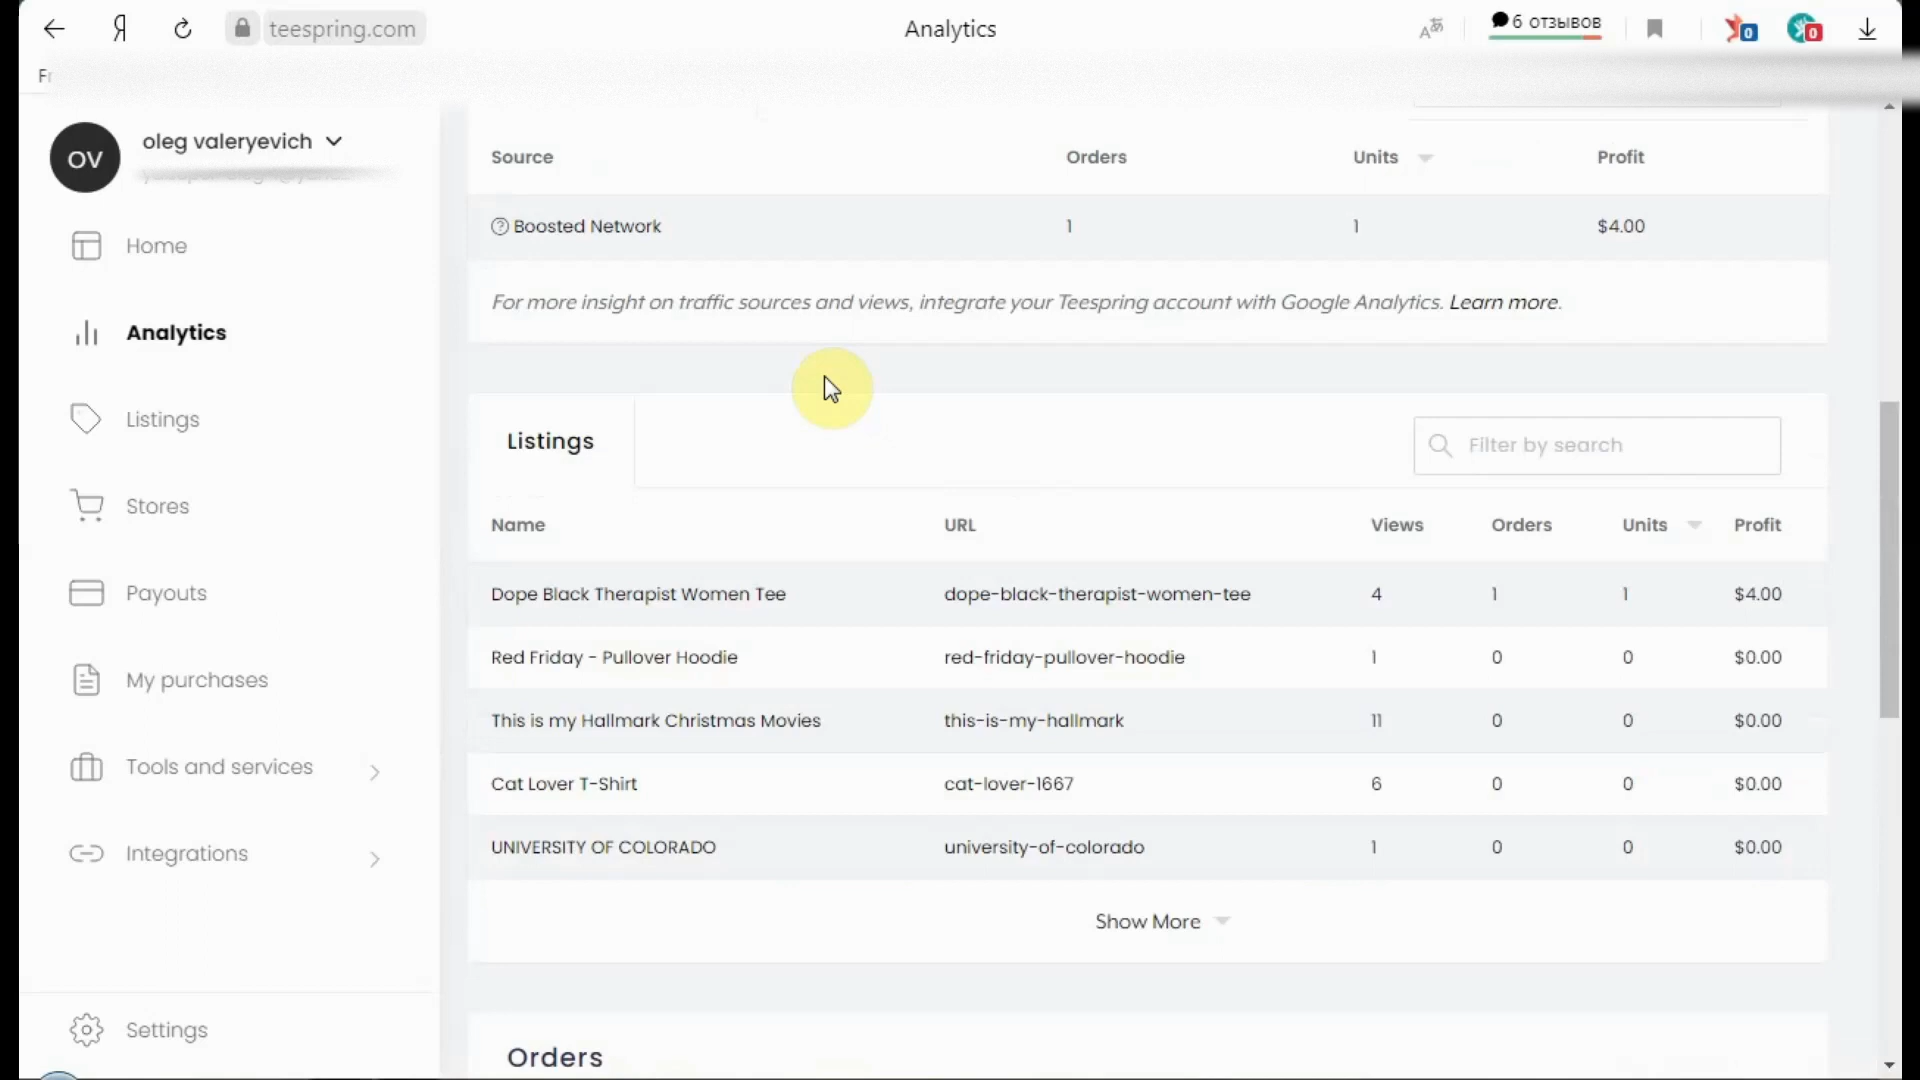 Я teespring.com Analytics 6 отзывов 0 0
Fr
OV oleg valeryevich
Home
Analytics
Listings
Stores
Payouts
My purchases
Tools and services
Integrations
Settings
Source Orders Units Profit
Boosted Network 1 1 $4.00
For more insight on traffic sources and views, integrate your Teespring account with Google Analytics. Learn more.
Listings Filter by search
Name URL Views Orders Units Profit
Dope Black Therapist Women Tee dope-black-therapist-women-tee 4 1 1 $4.00
Red Friday - Pullover Hoodie red-friday-pullover-hoodie 1 0 0 $0.00
This is my Hallmark Christmas Movies this-is-my-hallmark 11 0 0 $0.00
Cat Lover T-Shirt cat-lover-1667 6 0 0 $0.00
UNIVERSITY OF COLORADO university-of-colorado 1 0 0 $0.00
Show More
Orders